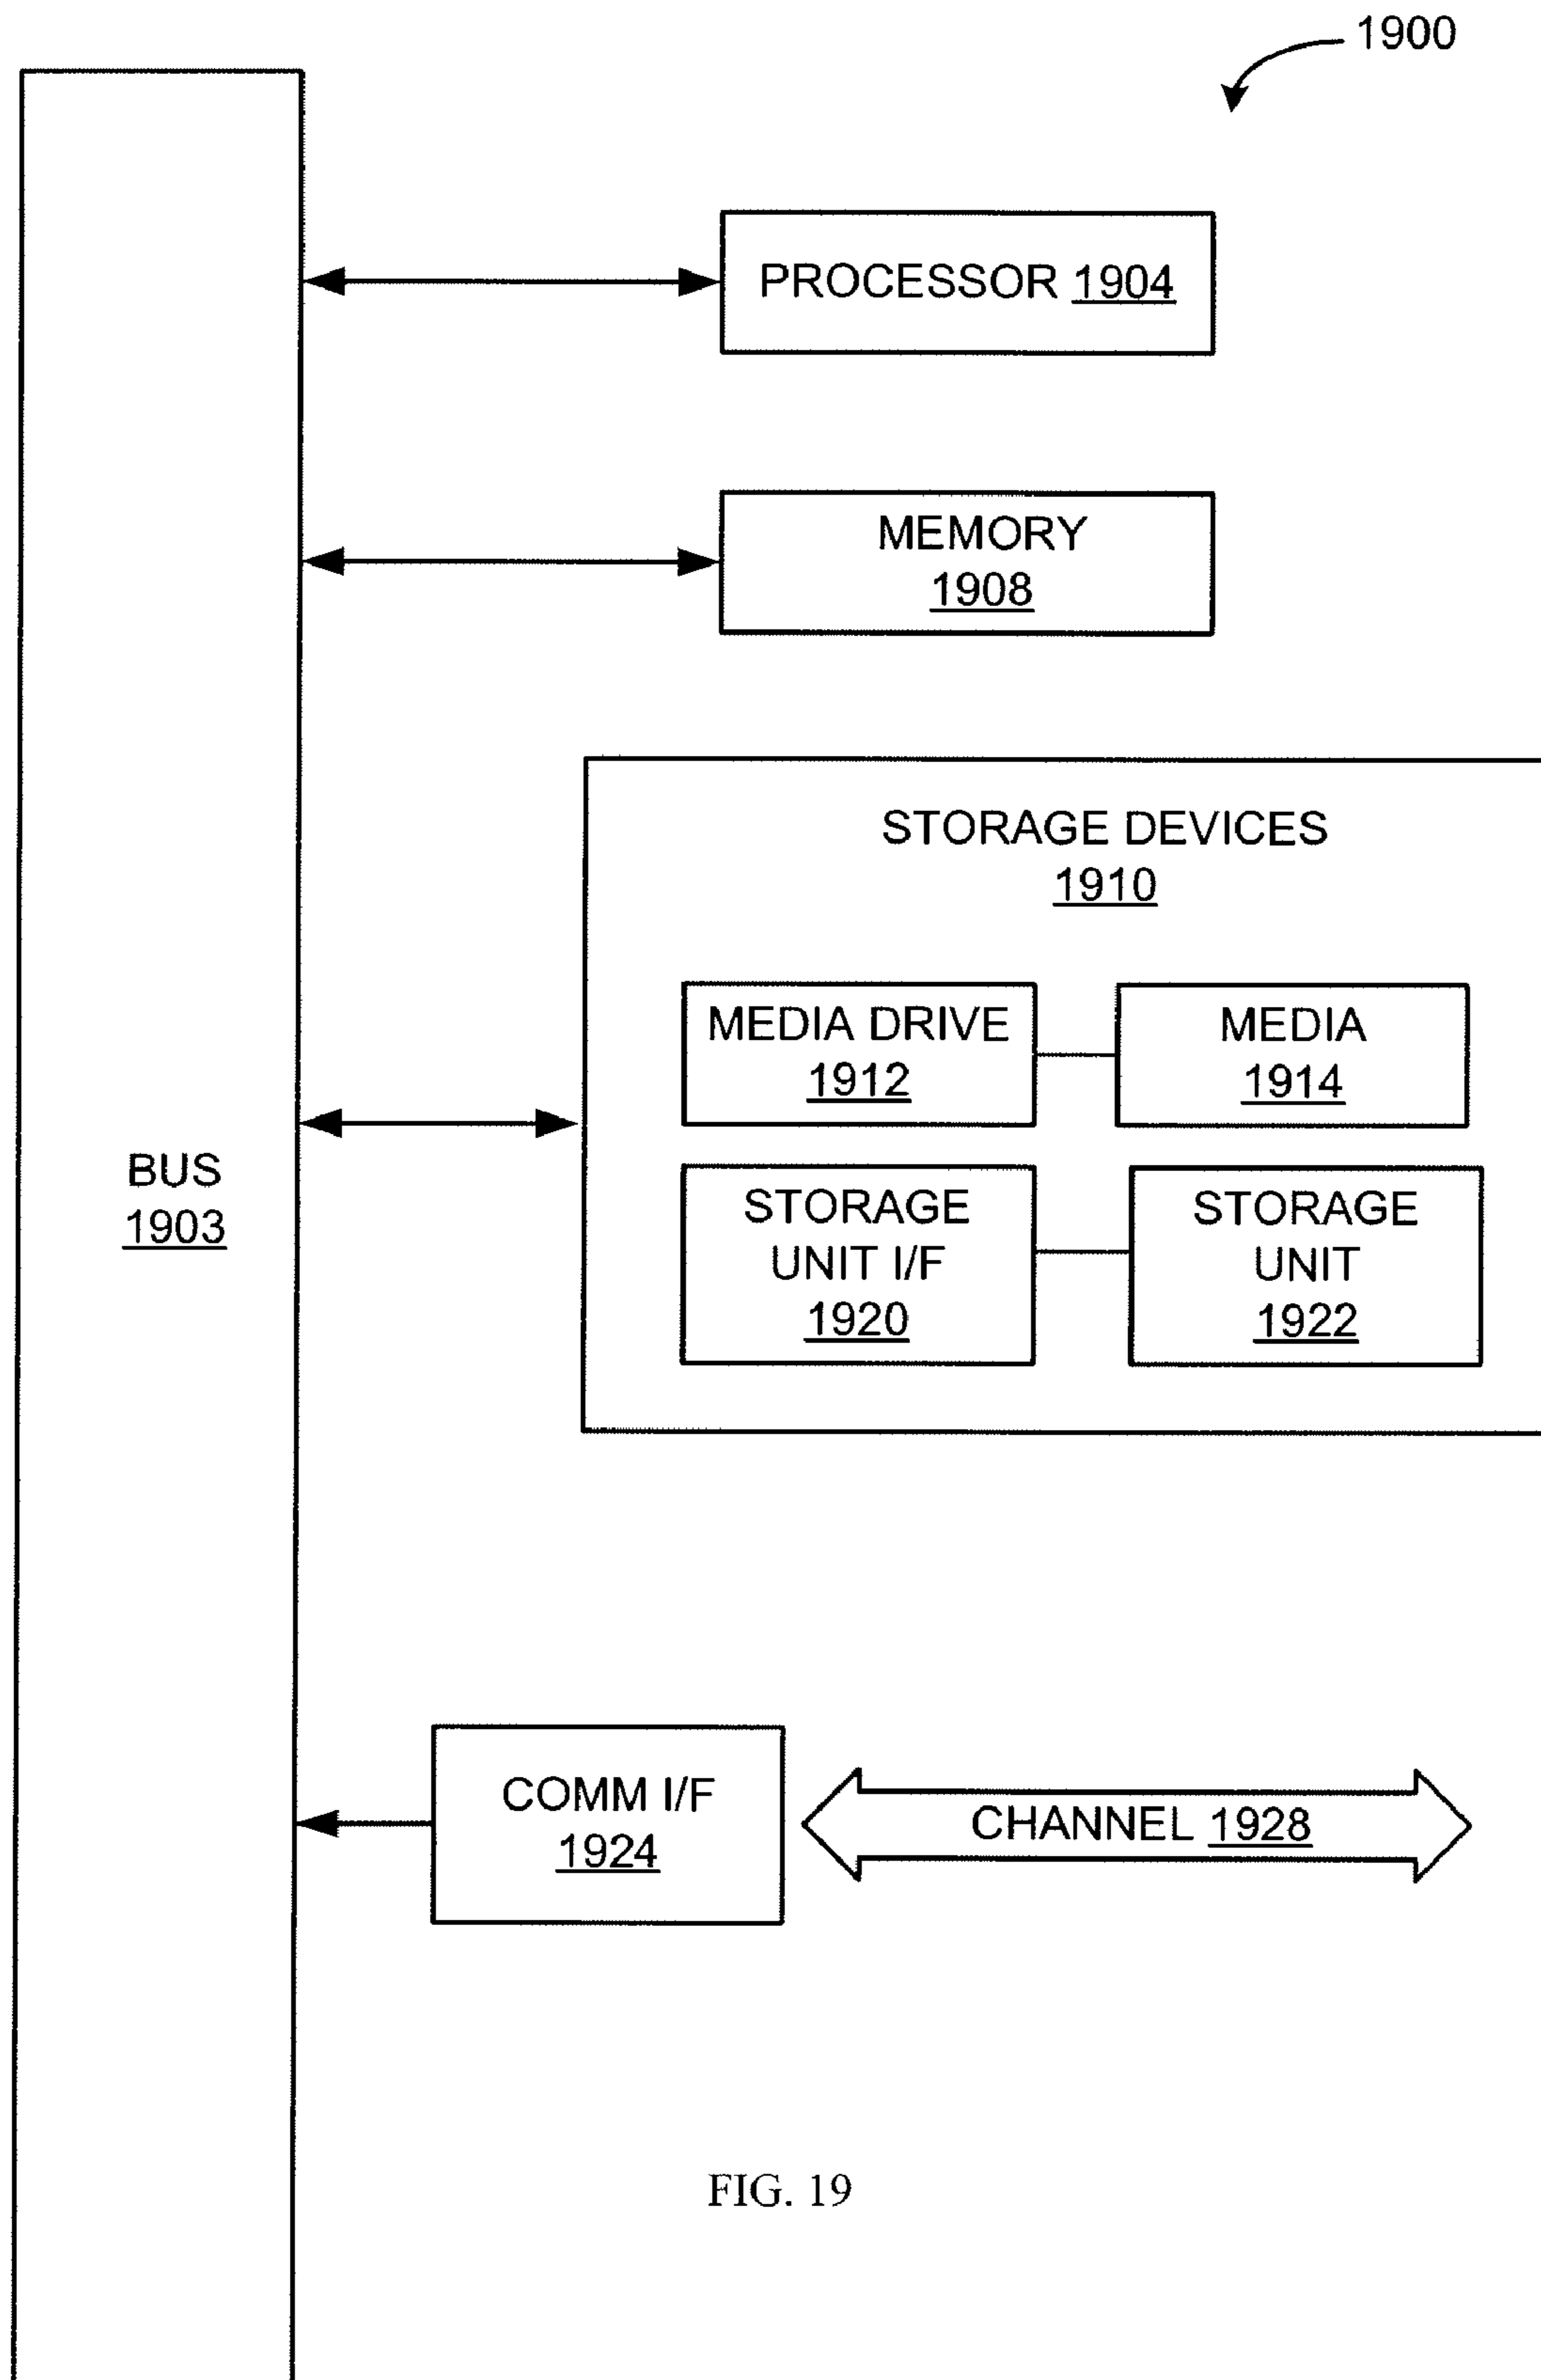 1900
PROCESSOR 1904
MEMORY
1908
STORAGE DEVICES
1910
MEDIA DRIVE
1912
MEDIA
1914
BUS
1903
STORAGE
UNIT I/F
1920
STORAGE
UNIT
1922
COMM I/F
1924
CHANNEL 1928
FIG. 19